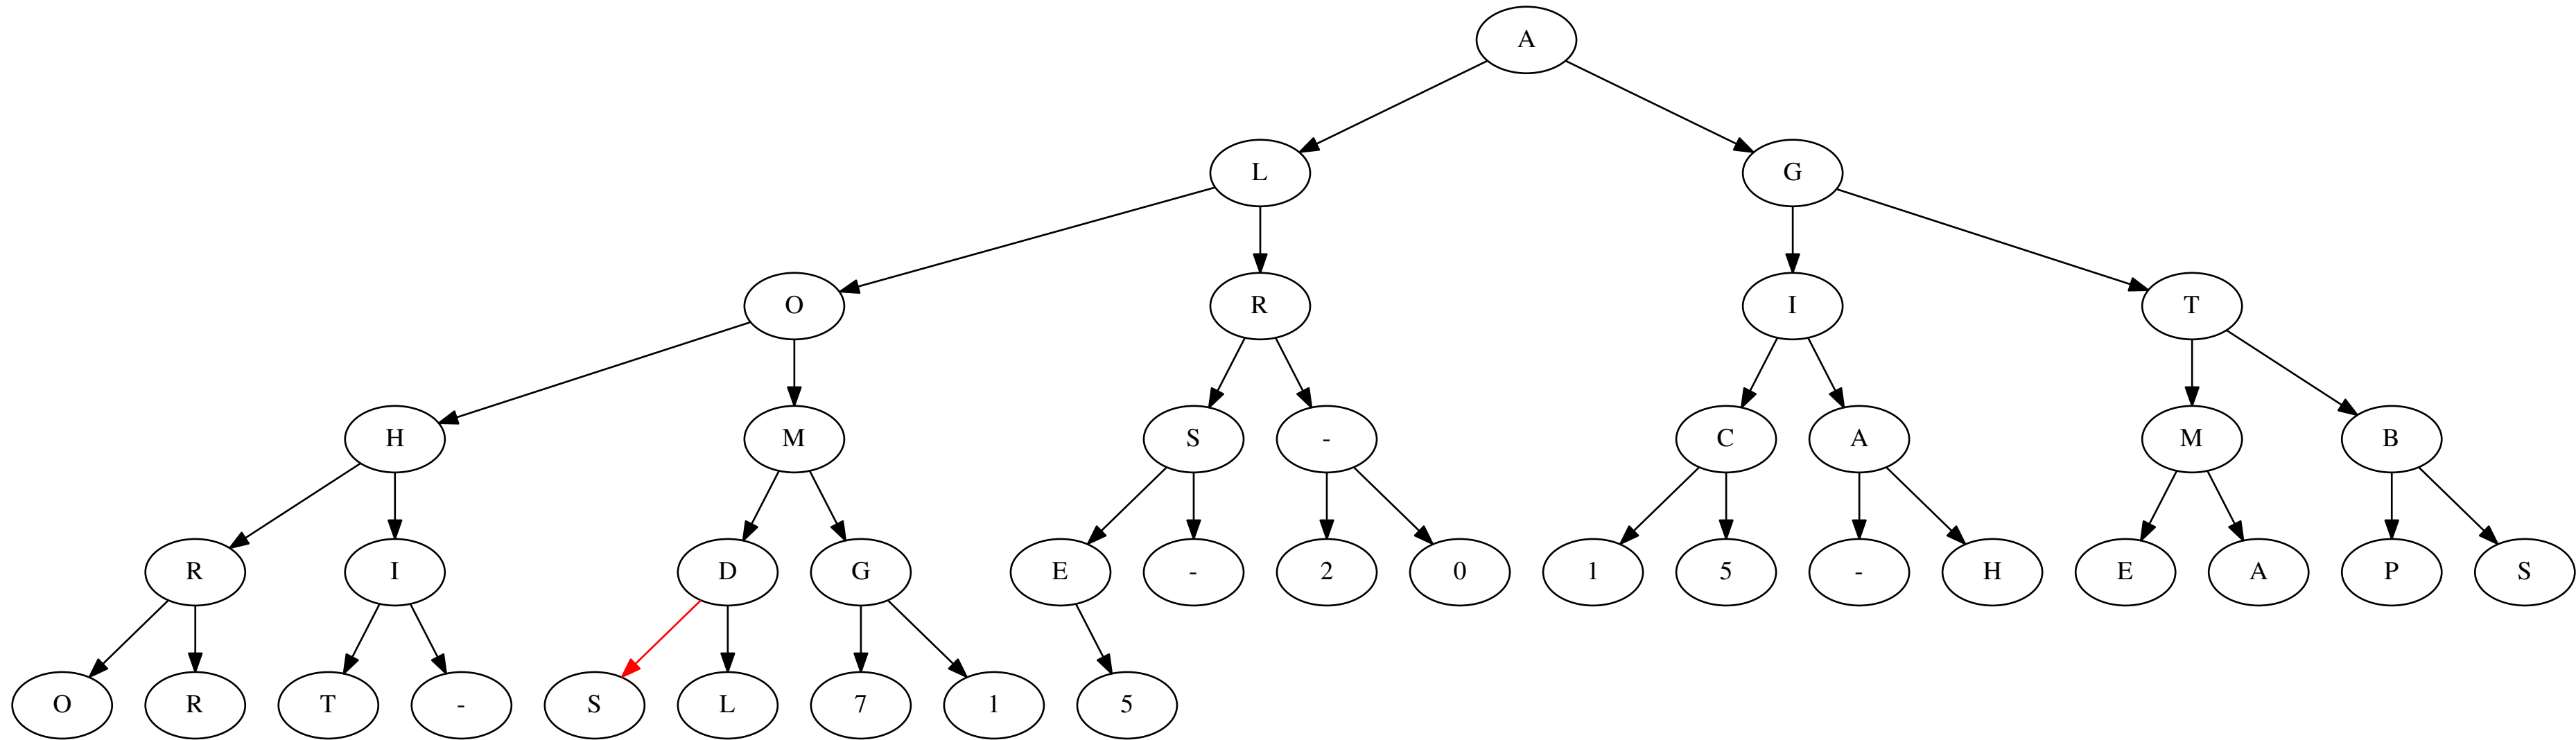 A
L G
O R I T
H M S - C A M B
R I D G E - 2 0 1 5 - H E A P S
O R T - S L 7 1 5